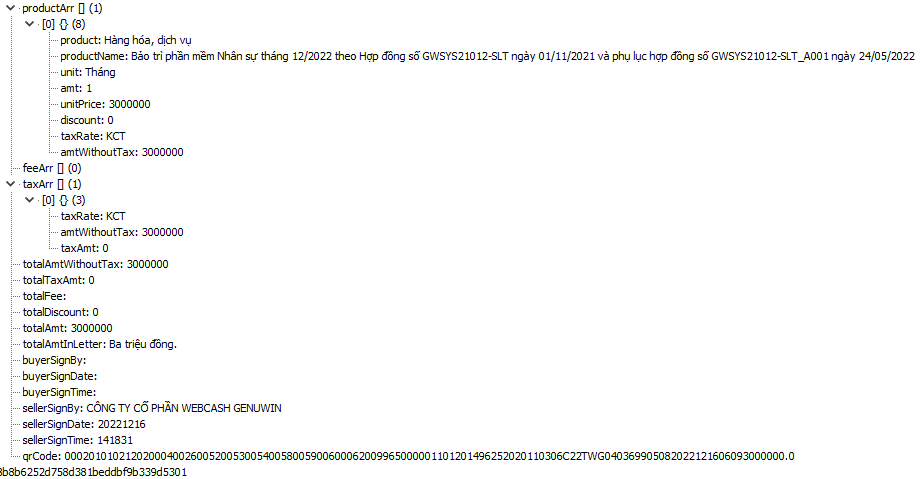 productArr [] (1)
[0] {} (8)
product: Hàng hóa, dịch vụ
productName: Bảo trì phần mềm Nhân sự tháng 12/2022 theo Hợp đồng số GWSYS21012-SLT ngày 01/11/2021 và phụ lục hợp đồng số GWSYS21012-SLT_A001 ngày 24/05/2022
unit: Tháng
amt: 1
unitPrice: 3000000
discount: 0
taxRate: KCT
amtWithoutTax: 3000000
feeArr [] (0)
taxArr [] (1)
[0] {} (3)
taxRate: KCT
amtWithoutTax: 3000000
taxAmt: 0
totalAmtWithoutTax: 3000000
totalTaxAmt: 0
totalFee:
totalDiscount: 0
totalAmt: 3000000
totalAmtInLetter: Ba triệu đồng.
buyerSignBy:
buyerSignDate:
buyerSignTime:
sellerSignBy: CÔNG TY CỔ PHẦN WEBCASH GENUWIN
sellerSignDate: 20221216
sellerSignTime: 141831
qrCode: 00020101021202000400260052005300540058005900600062009965000001101201496252020110306C22TWG040369905082022121606093000000.0
8b8b6252d758d381beddbf9b339d5301